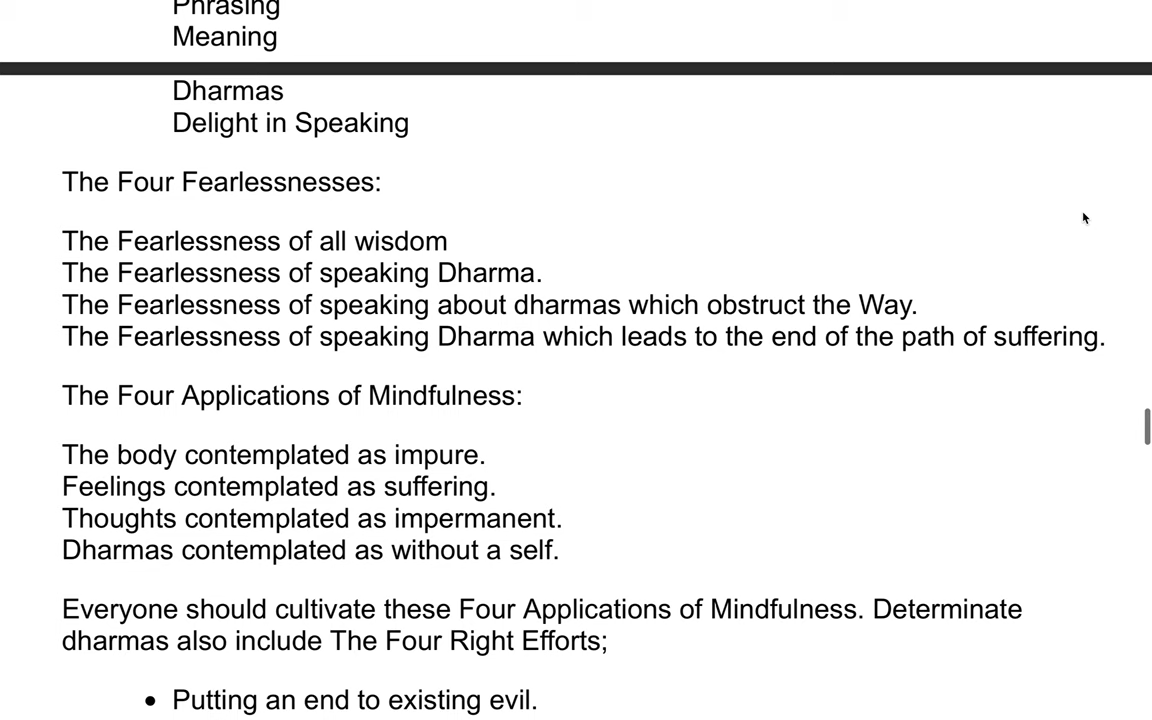 Phrasing
Meaning
Dharmas
Delight in Speaking
The Four Fearlessnesses:
The Fearlessness of all wisdom
The Fearlessness of speaking Dharma.
The Fearlessness of speaking about dharmas which obstruct the Way.
The Fearlessness of speaking Dharma which leads to the end of the path of suffering.
The Four Applications of Mindfulness:
The body contemplated as impure.
Feelings contemplated as suffering.
Thoughts contemplated as impermanent.
Dharmas contemplated as without a self.
Everyone should cultivate these Four Applications of Mindfulness. Determinate
dharmas also include The Four Right Efforts;
• Putting an end to existing evil.